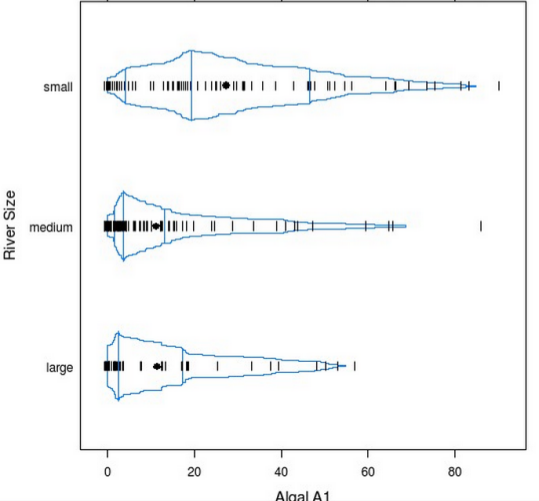 small
medium
large
River Size
0 20 40 60 80
Algal A1